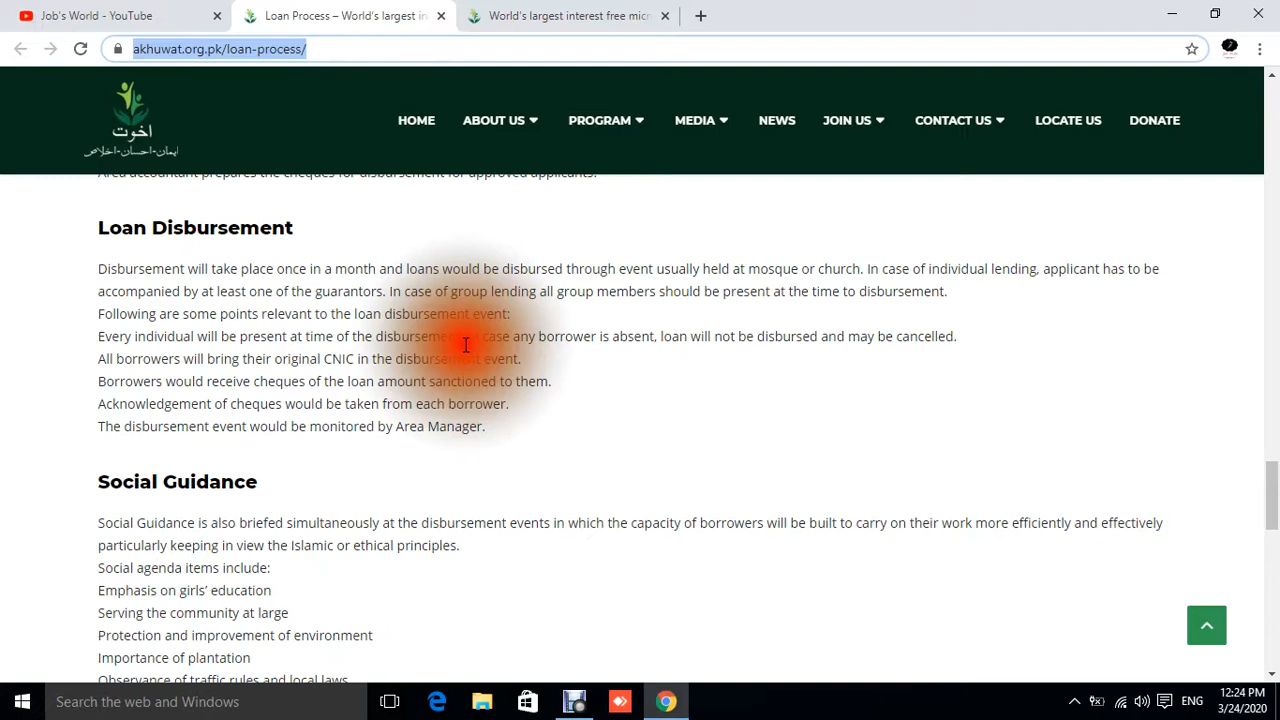 Job's World - YouTube
Loan Process – World's largest in
World's largest interest free micr
akhuwat.org.pk/loan-process/
اخوت
ایمان-احسان-اخلاص
HOME ABOUT US PROGRAM MEDIA NEWS JOIN US CONTACT US LOCATE US DONATE
Area accountant prepares the cheques for disbursement for approved applicants.
Loan Disbursement
Disbursement will take place once in a month and loans would be disbursed through event usually held at mosque or church. In case of individual lending, applicant has to be
accompanied by at least one of the guarantors. In case of group lending all group members should be present at the time to disbursement.
Following are some points relevant to the loan disbursement event:
Every individual will be present at time of the disbursement case any borrower is absent, loan will not be disbursed and may be cancelled.
All borrowers will bring their original CNIC in the disbursement event.
Borrowers would receive cheques of the loan amount sanctioned to them.
Acknowledgement of cheques would be taken from each borrower.
The disbursement event would be monitored by Area Manager.
Social Guidance
Social Guidance is also briefed simultaneously at the disbursement events in which the capacity of borrowers will be built to carry on their work more efficiently and effectively
particularly keeping in view the Islamic or ethical principles.
Social agenda items include:
Emphasis on girls' education
Serving the community at large
Protection and improvement of environment
Importance of plantation
Observance of traffic rules and local laws
Search the web and Windows
ENG
12:24 PM
3/24/2020